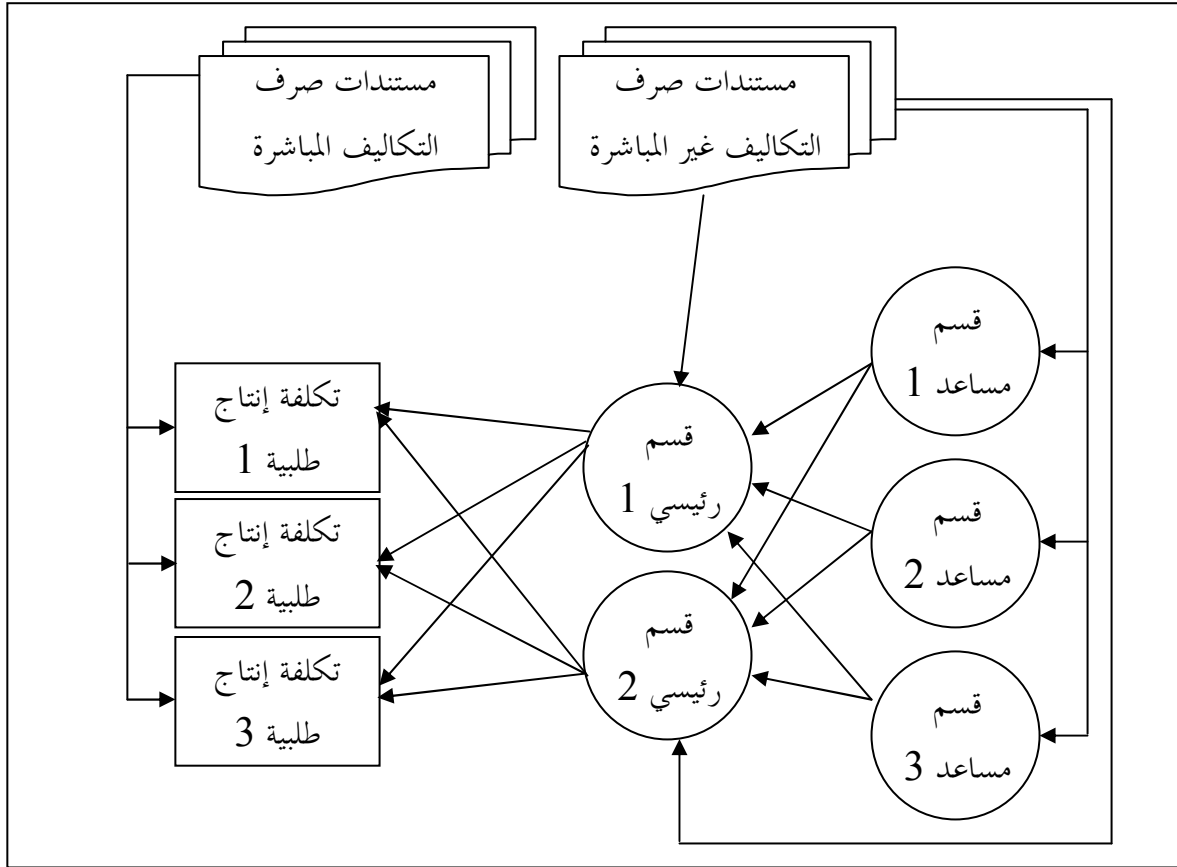 مستندات صرف
التكاليف غير المباشرة
مستندات صرف
التكاليف المباشرة
قسم
مساعد 1
قسم
مساعد 2
قسم
مساعد 3
قسم
رئيسي 1
قسم
رئيسي 2
تكلفة إنتاج
طلبية 1
تكلفة إنتاج
طلبية 2
تكلفة إنتاج
طلبية 3